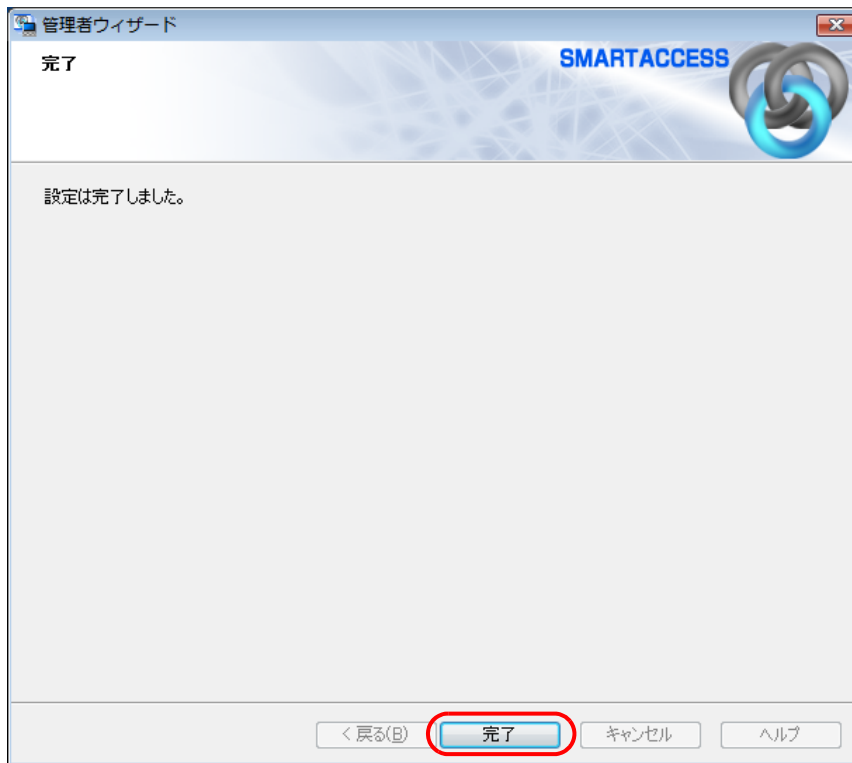 管理者ウィザード
完了
SMARTACCESS
設定は完了しました。
< 戻る(B)
完了
キャンセル
ヘルプ